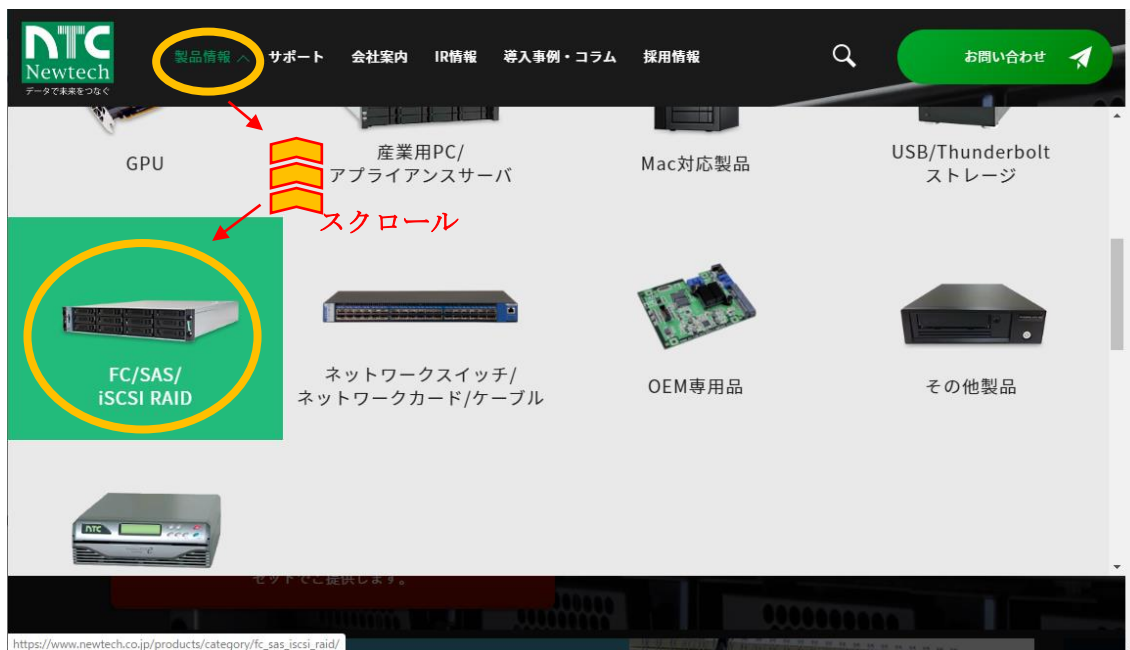 NTC
Newtech
データで未来をつなぐ
製品情報
サポート
会社案内
IR情報
導入事例・コラム
採用情報
お問い合わせ
GPU
産業用PC/
アプライアンスサーバ
Mac対応製品
USB/Thunderbolt
ストレージ
スクロール
FC/SAS/
iSCSI RAID
ネットワークスイッチ/
ネットワークカード/ケーブル
OEM専用品
その他製品
NTC
セットでご提供します。
https://www.newtech.co.jp/products/category/fc_sas_iscsi_raid/